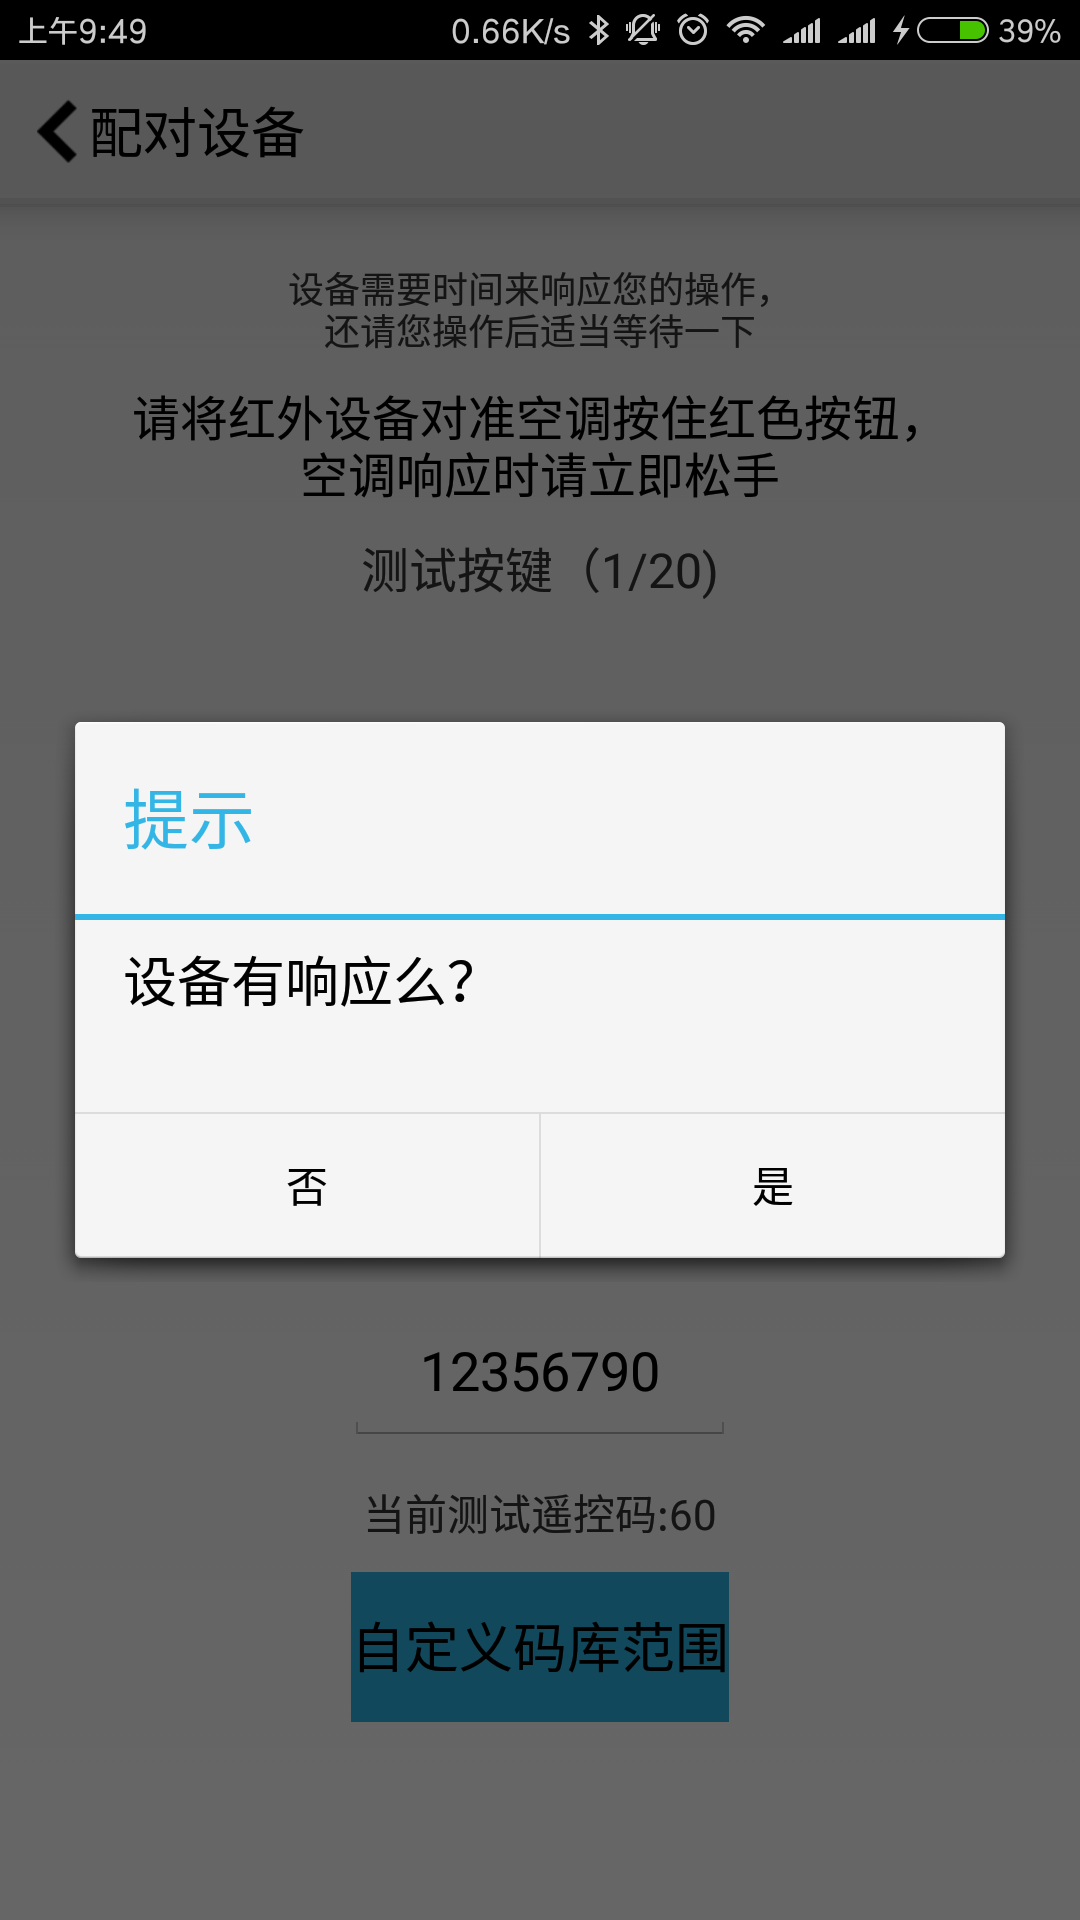 上午9:49 0.66K/s 39%
配对设备
设备需要时间来响应您的操作，
还请您操作后适当等待一下
请将红外设备对准空调按住红色按钮，
空调响应时请立即松手
测试按键（1/20)
提示
设备有响应么？
否 是
12356790
当前测试遥控码:60
自定义码库范围